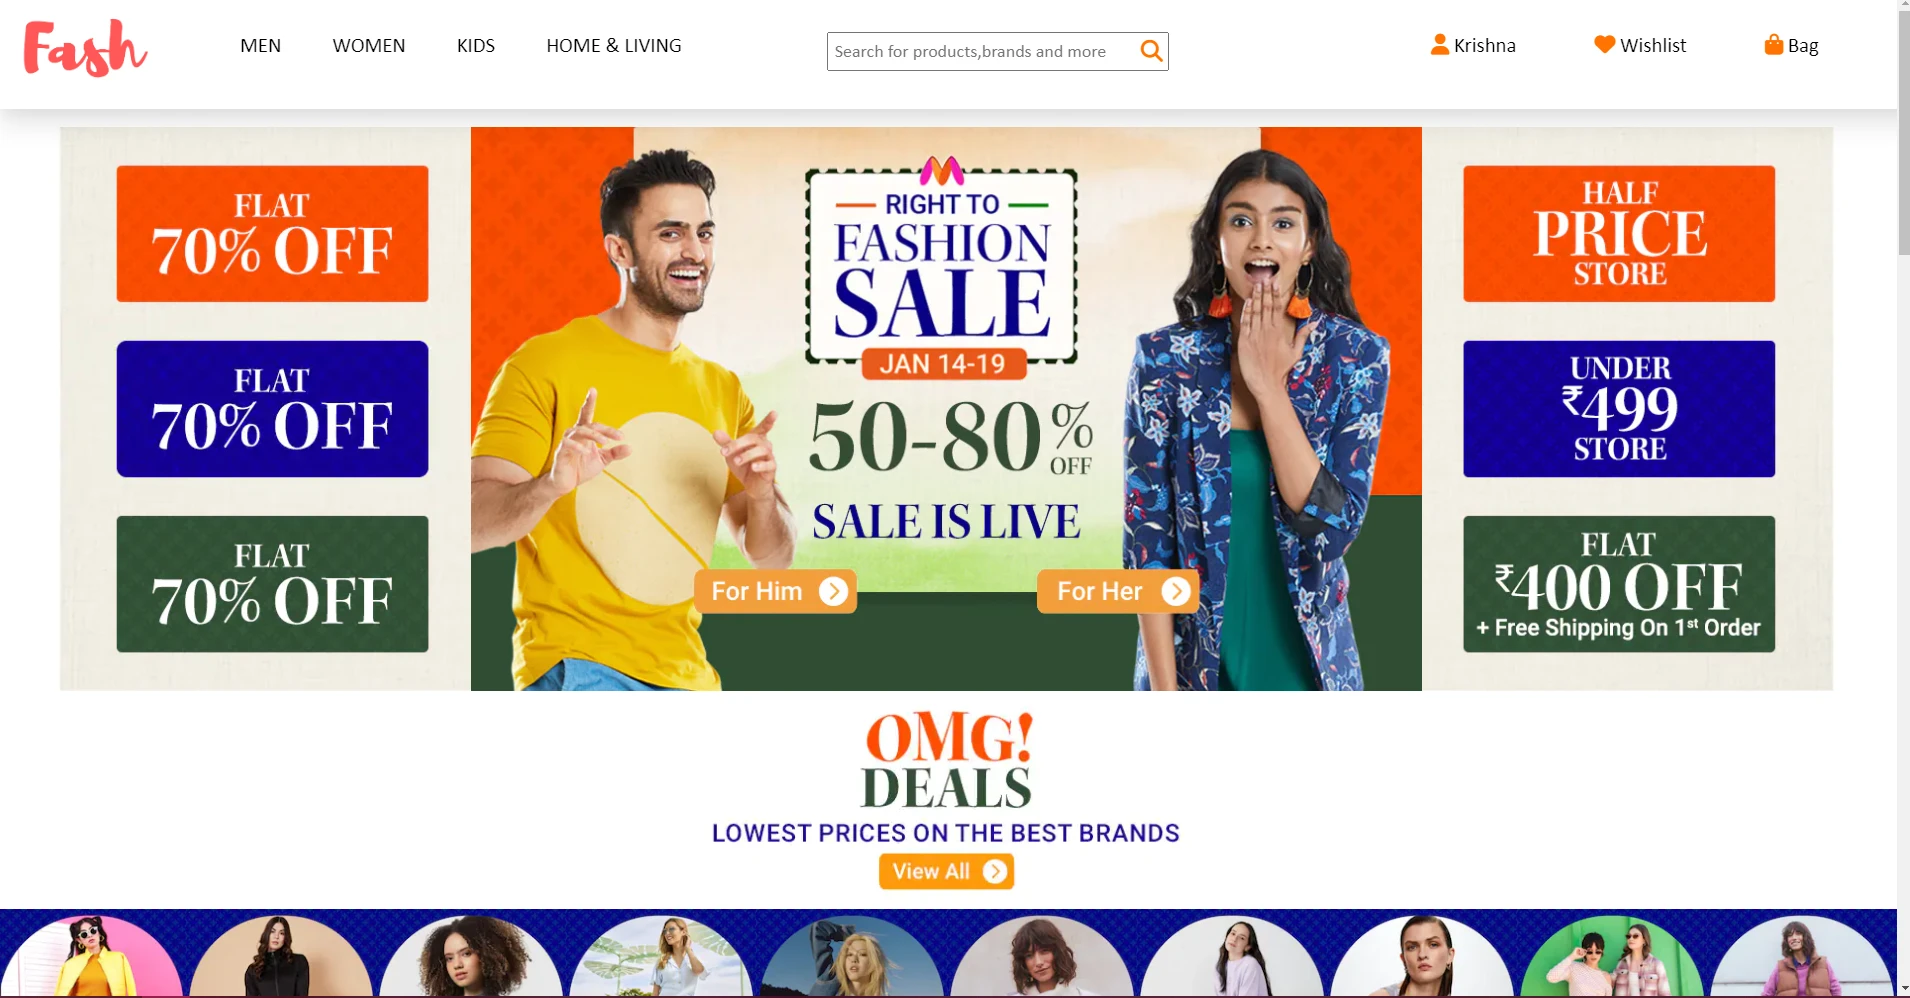 Fash
MEN
WOMEN
KIDS
HOME & LIVING
Search for products,brands and more
Krishna
Wishlist
Bag
FLAT
70% OFF
FLAT
70% OFF
FLAT
70% OFF
RIGHT TO
FASHION
SALE
JAN 14-19
50-80%
OFF
SALE IS LIVE
For Him
For Her
HALF
PRICE
STORE
UNDER
₹499
STORE
FLAT
₹400 OFF
+ Free Shipping On 1st Order
OMG!
DEALS
LOWEST PRICES ON THE BEST BRANDS
View All